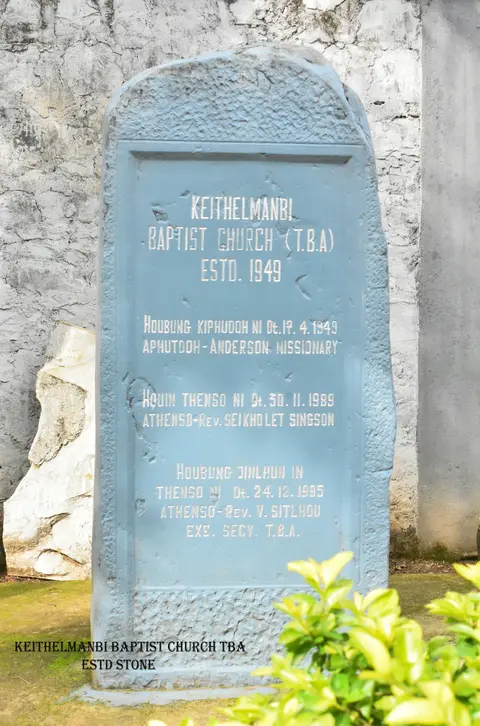 KEITHELMANBI
BAPTIST CHURCH (T.B.A)
ESTD. 1949
HOUBUNG KIPHUDOH NI Dt. 19. 4. 1949
APHUTDOH - ANDERSON MISSIONARY
HOUIN THENSO NI Dt. 30. 11. 1989
ATHENSO - REV. SEIKHOLET SINGSON
HOUBUNG JINLHUH IN
THENSO NI Dt. 24. 12. 1995
ATHENSO - REV. V. SITLHOU
EXE. SECY. T.B.A.
KEITHELMANBI BAPTIST CHURCH TBA
ESTD STONE